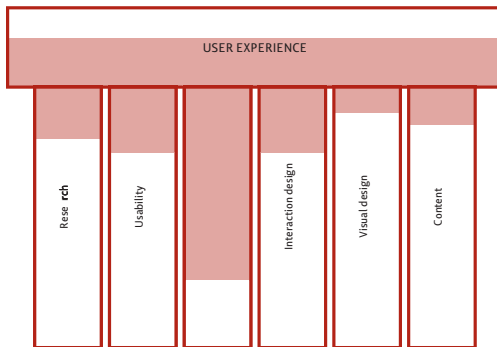 USER EXPERIENCE
Rese rch
Usability
Interaction design
Visual design
Content